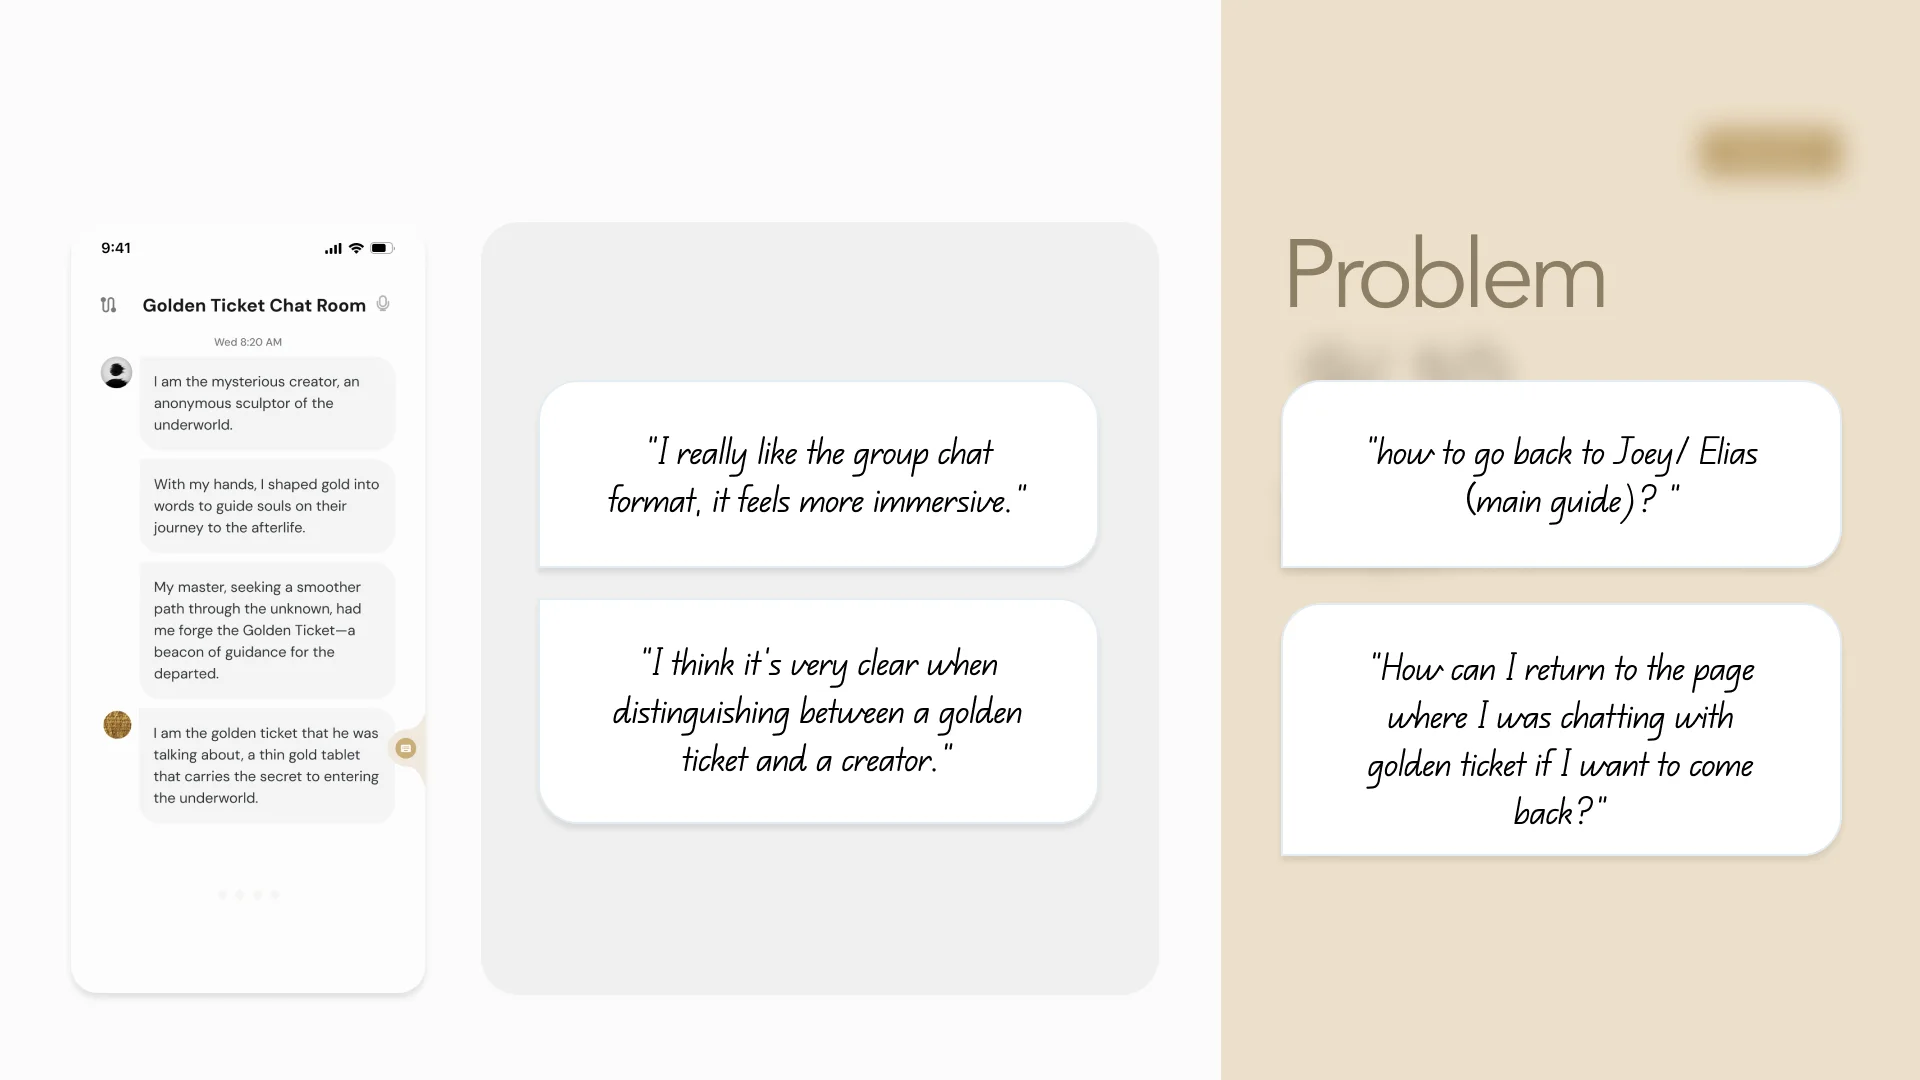 9:41
Golden Ticket Chat Room
Wed 8:20 AM
I am the mysterious creator, an
anonymous sculptor of the
underworld.
With my hands, I shaped gold into
words to guide souls on their
journey to the afterlife.
My master, seeking a smoother
path through the unknown, had
me forge the Golden Ticket—a
beacon of guidance for the
departed.
I am the golden ticket that he was
talking about, a thin gold tablet
that carries the secret to entering
the underworld.
"I really like the group chat
format, it feels more immersive."
"I think it's very clear when
distinguishing between a golden
ticket and a creator."
Problem
"how to go back to Joey/ Elias
(main guide)? "
"How can I return to the page
where I was chatting with
golden ticket if I want to come
back?"